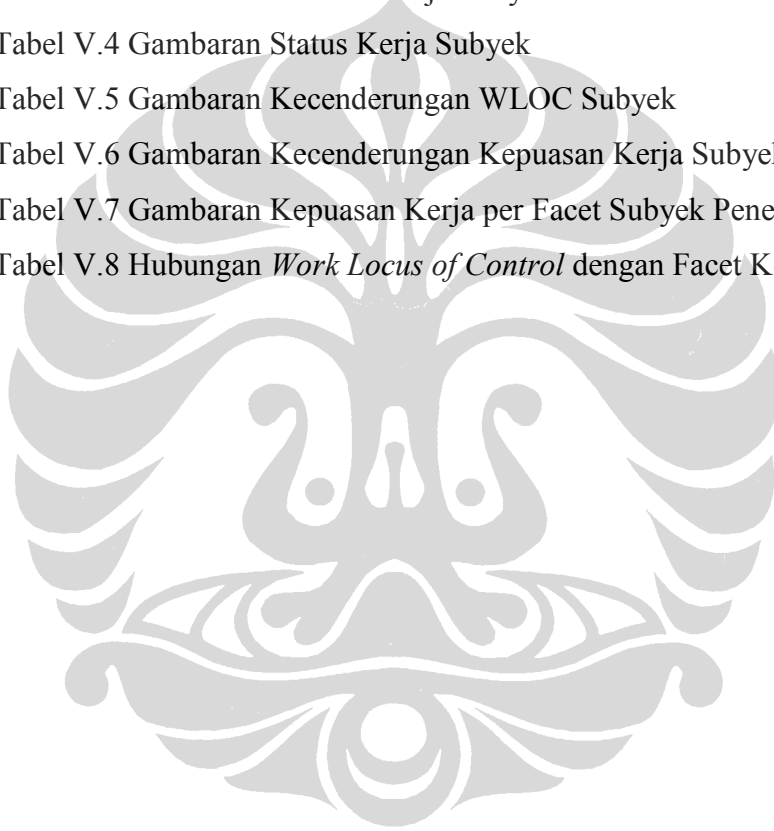 Tabel V.4 Gambaran Status Kerja Subyek
Tabel V.5 Gambaran Kecenderungan WLOC Subyek
Tabel V.6 Gambaran Kecenderungan Kepuasan Kerja Subyek
Tabel V.7 Gambaran Kepuasan Kerja per Facet Subyek Pene
Tabel V.8 Hubungan Work Locus of Control dengan Facet K